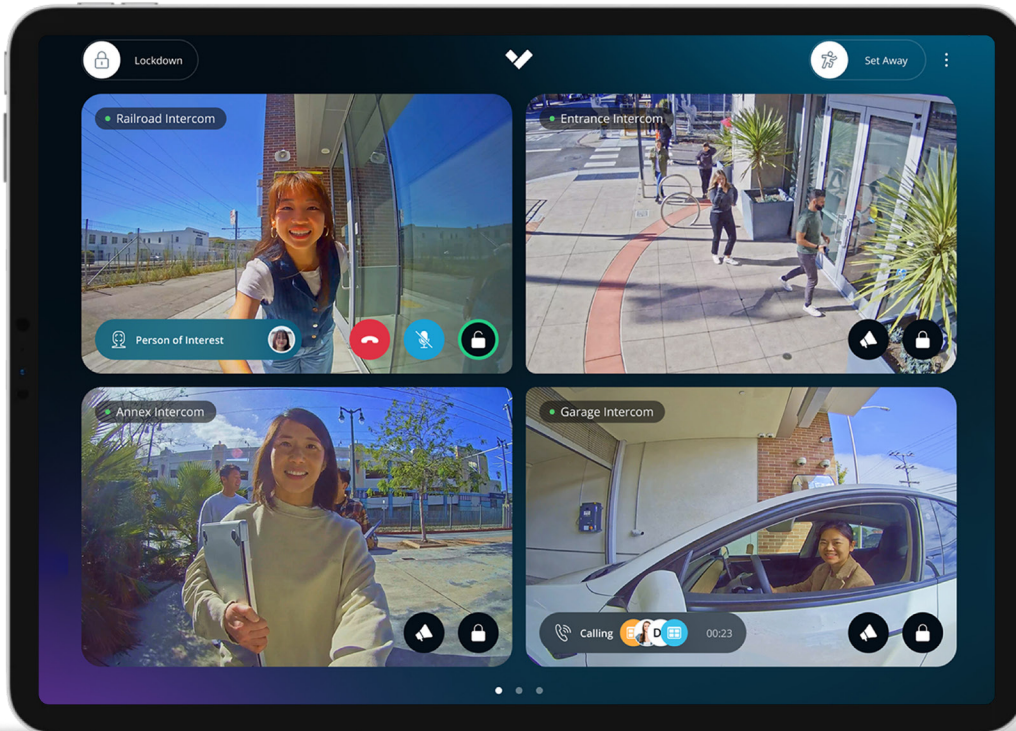 Lockdown
Set Away
Railroad Intercom
Entrance Intercom
Person of Interest
Annex Intercom
Garage Intercom
Calling
D
00:23